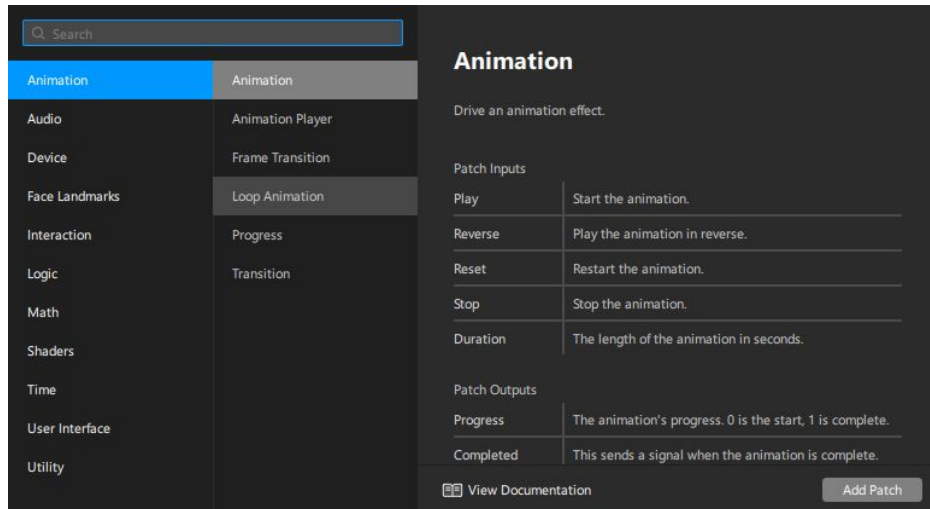 Search
Animation
Audio
Device
Face Landmarks
Interaction
Logic
Math
Shaders
Time
User Interface
Utility
Animation
Animation Player
Frame Transition
Loop Animation
Progress
Transition
Animation
Drive an animation effect.
Patch Inputs
Play Start the animation.
Reverse Play the animation in reverse.
Reset Restart the animation.
Stop Stop the animation.
Duration The length of the animation in seconds.
Patch Outputs
Progress The animation's progress. 0 is the start, 1 is complete.
Completed This sends a signal when the animation is complete.
View Documentation
Add Patch